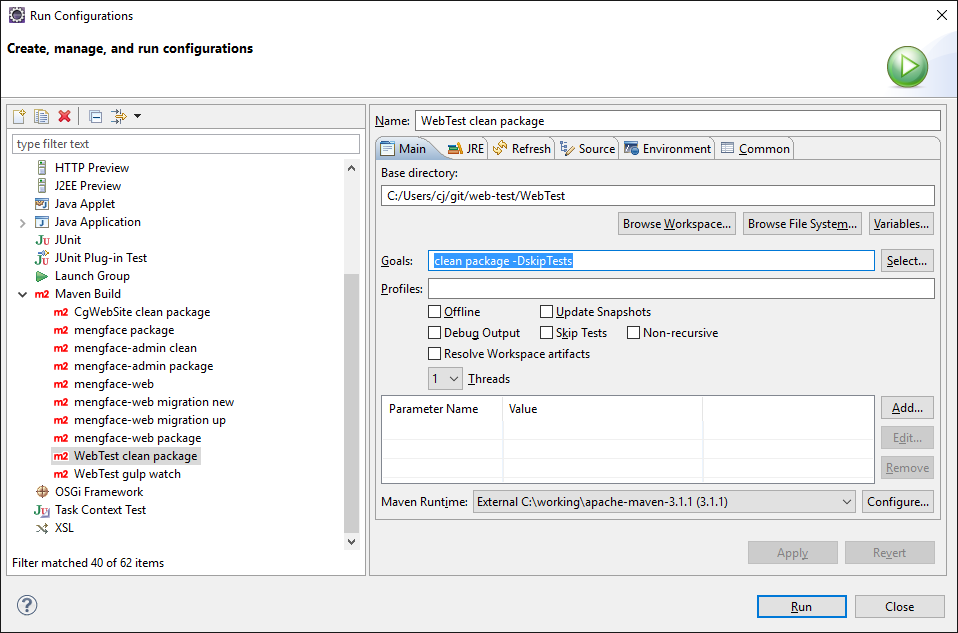 Run Configurations
Create, manage, and run configurations
type filter text
HTTP Preview
J2EE Preview
Java Applet
Java Application
Ju JUnit
JUnit Plug-in Test
Launch Group
m2 Maven Build
m2 CgWebSite clean package
m2 mengface package
m2 mengface-admin clean
m2 mengface-admin package
m2 mengface-web
m2 mengface-web migration new
m2 mengface-web migration up
m2 mengface-web package
m2 WebTest clean package
m2 WebTest gulp watch
OSGi Framework
Ju Task Context Test
XSL
Filter matched 40 of 62 items
Name: WebTest clean package
Main JRE Refresh Source Environment Common
Base directory:
C:/Users/cj/git/web-test/WebTest
Browse Workspace... Browse File System... Variables...
Goals: clean package -DskipTests Select...
Profiles:
Offline Update Snapshots
Debug Output Skip Tests Non-recursive
Resolve Workspace artifacts
1 Threads
Parameter Name Value Add...
Edit...
Remove
Maven Runtime: External C:\working\apache-maven-3.1.1 (3.1.1) Configure...
Apply Revert
? Run Close